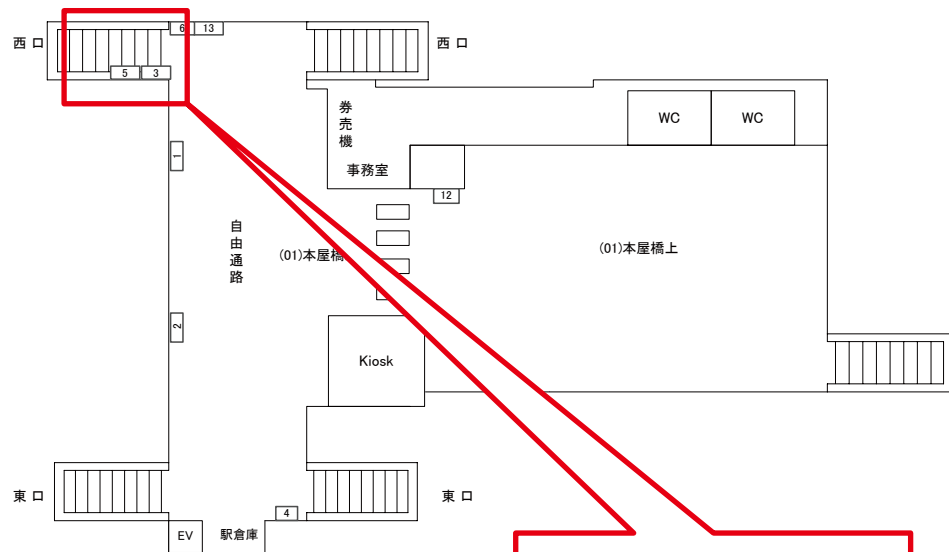 西口
6
13
西口
5
3
券売機
WC
WC
事務室
1
12
自由通路
(01)本屋橋
(01)本屋橋上
2
Kiosk
東口
4
東口
EV
駅倉庫